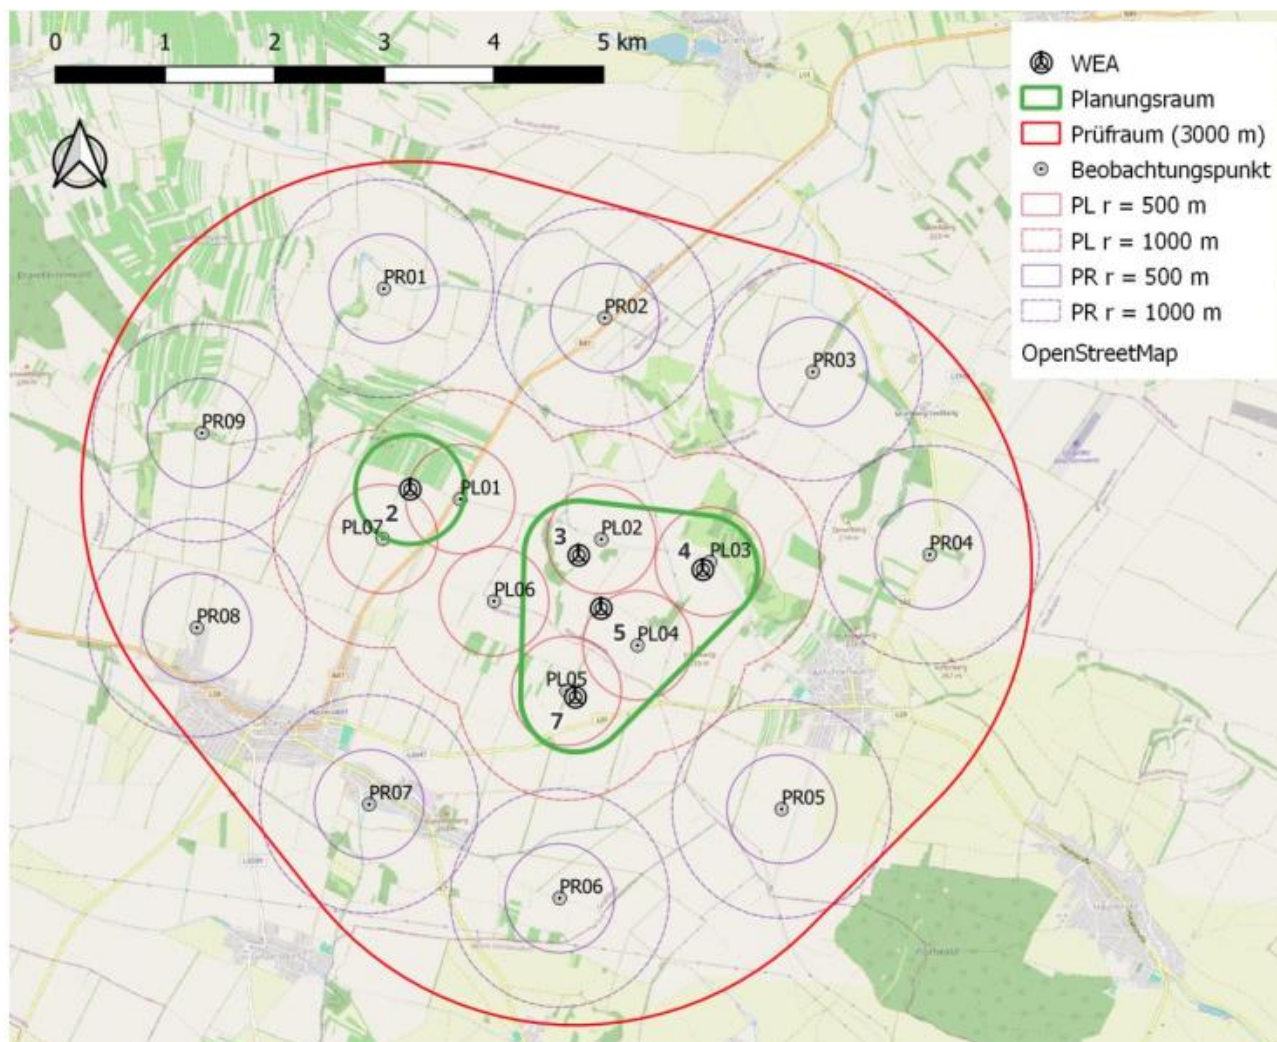 0 1 2 3 4 5 km
WEA
Planungsraum
Prüfraum (3000 m)
Beobachtungspunkt
PL r = 500 m
PL r = 1000 m
PR r = 500 m
PR r = 1000 m
OpenStreetMap
PR01
PR02
PR03
PR09
PL01
2
PL07
3
PL02
4
PL03
PR04
PL06
5
PL04
PR08
PL05
7
PR07
PR05
PR06